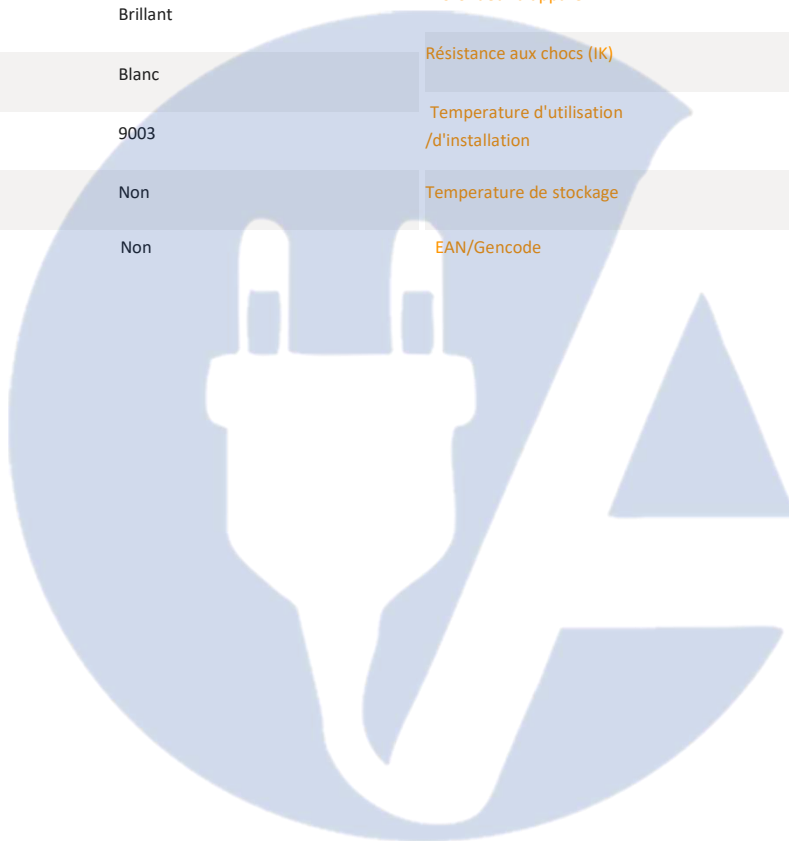 Brillant
Résistance aux chocs (IK)
Blanc
Temperature d'utilisation
/d'installation
9003
Non
Temperature de stockage
Non
EAN/Gencode